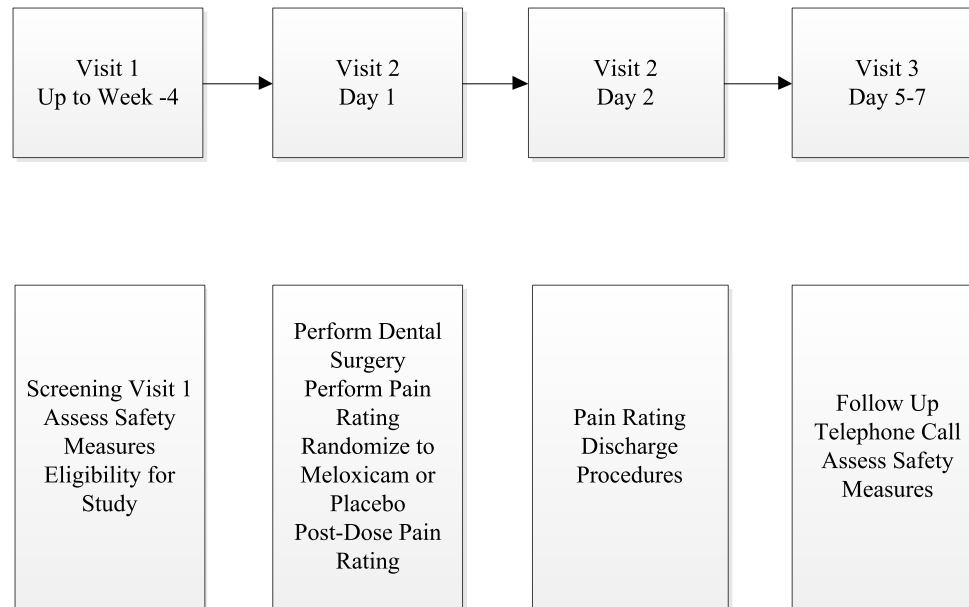 Visit 1
Up to Week -4
Visit 2
Day 1
Visit 2
Day 2
Visit 3
Day 5-7
Screening Visit 1
Assess Safety
Measures
Eligibility for
Study
Perform Dental
Surgery
Perform Pain
Rating
Randomize to
Meloxicam or
Placebo
Post-Dose Pain
Rating
Pain Rating
Discharge
Procedures
Follow Up
Telephone Call
Assess Safety
Measures